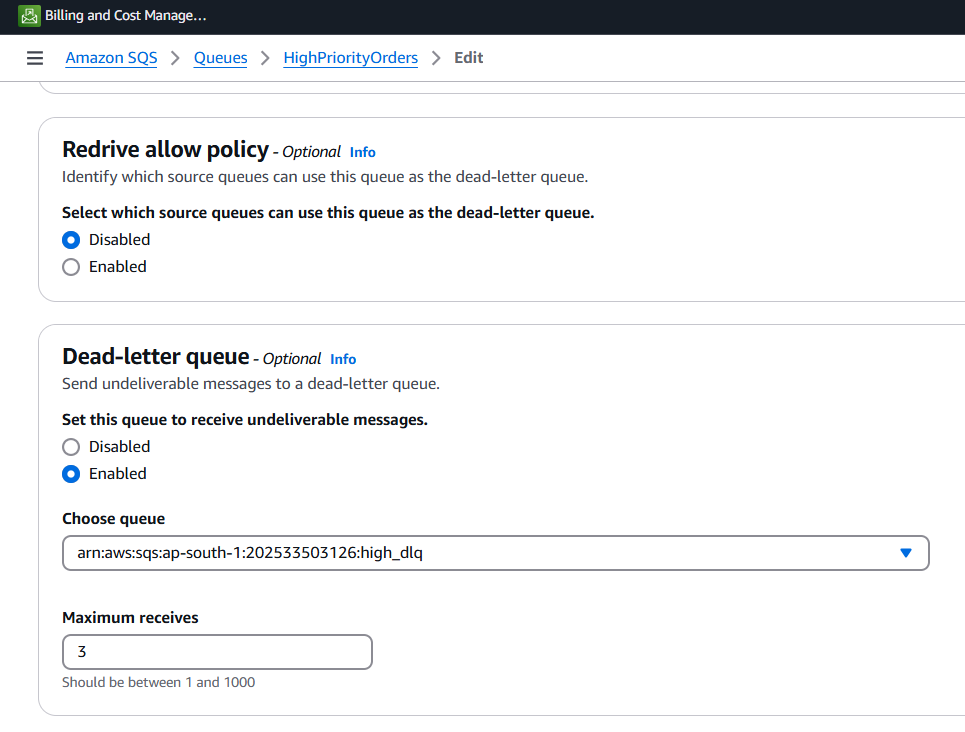 Billing and Cost Manage...
Amazon SQS > Queues > HighPriorityOrders > Edit
Redrive allow policy - Optional Info
Identify which source queues can use this queue as the dead-letter queue.
Select which source queues can use this queue as the dead-letter queue.
Disabled
Enabled
Dead-letter queue - Optional Info
Send undeliverable messages to a dead-letter queue.
Set this queue to receive undeliverable messages.
Disabled
Enabled
Choose queue
arn:aws:sqs:ap-south-1:202533503126:high_dlq
Maximum receives
3
Should be between 1 and 1000